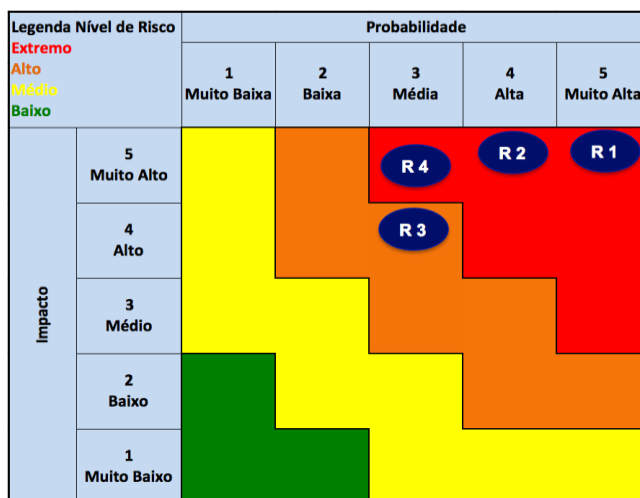 Legenda Nível de Risco
Extremo
Alto
Médio
Baixo
Probabilidade
1
Muito Baixa
2
Baixa
3
Média
4
Alta
5
Muito Alta
Impacto
5
Muito Alto
R 4
R 2
R 1
4
Alto
R 3
3
Médio
2
Baixo
1
Muito Baixo